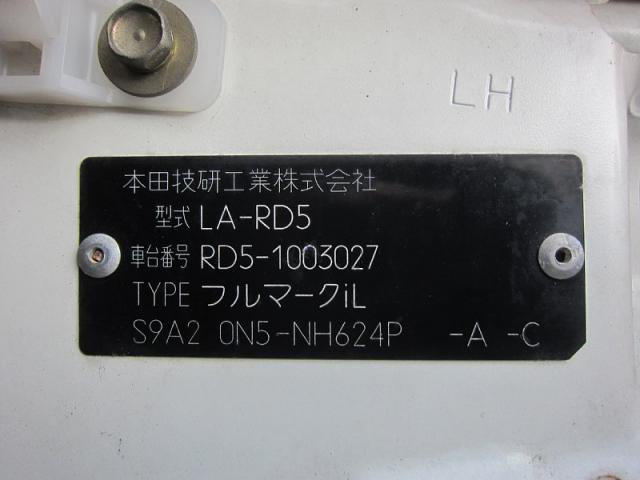 LH
本田技研工業株式会社
型式 LA-RD5
車台番号 RD5-1003027
TYPE フルマークiL
S9A2 0N5-NH624P -A -C